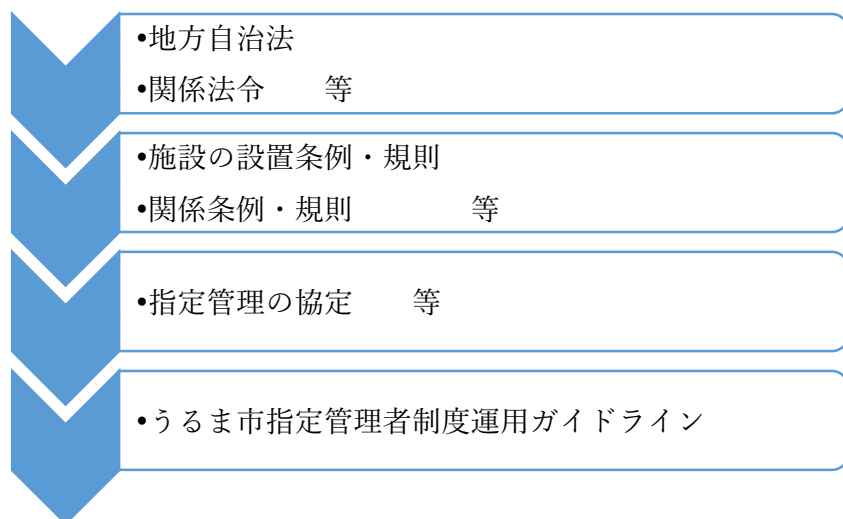 •地方自治法
•関係法令　　等
•施設の設置条例・規則
•関係条例・規則　　　　等
•指定管理の協定　　等
•うるま市指定管理者制度運用ガイドライン